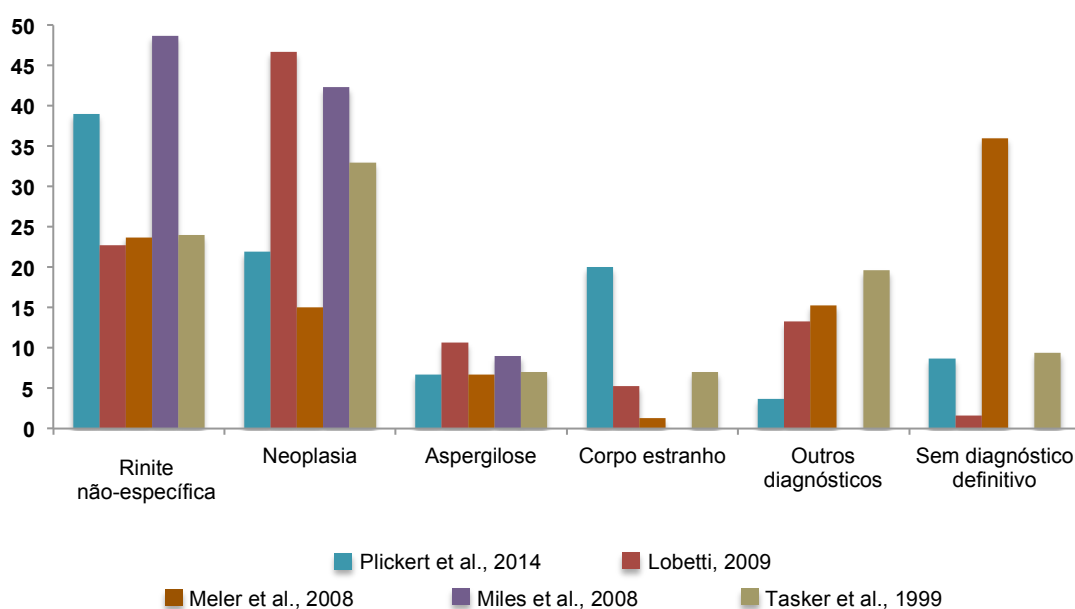 50
45
40
35
30
25
20
15
10
5
0
Rinite
não-específica
Neoplasia
Aspergilose
Corpo estranho
Outros
diagnósticos
Sem diagnóstico
definitivo
Plickert et al., 2014
Lobetti, 2009
Meler et al., 2008
Miles et al., 2008
Tasker et al., 1999